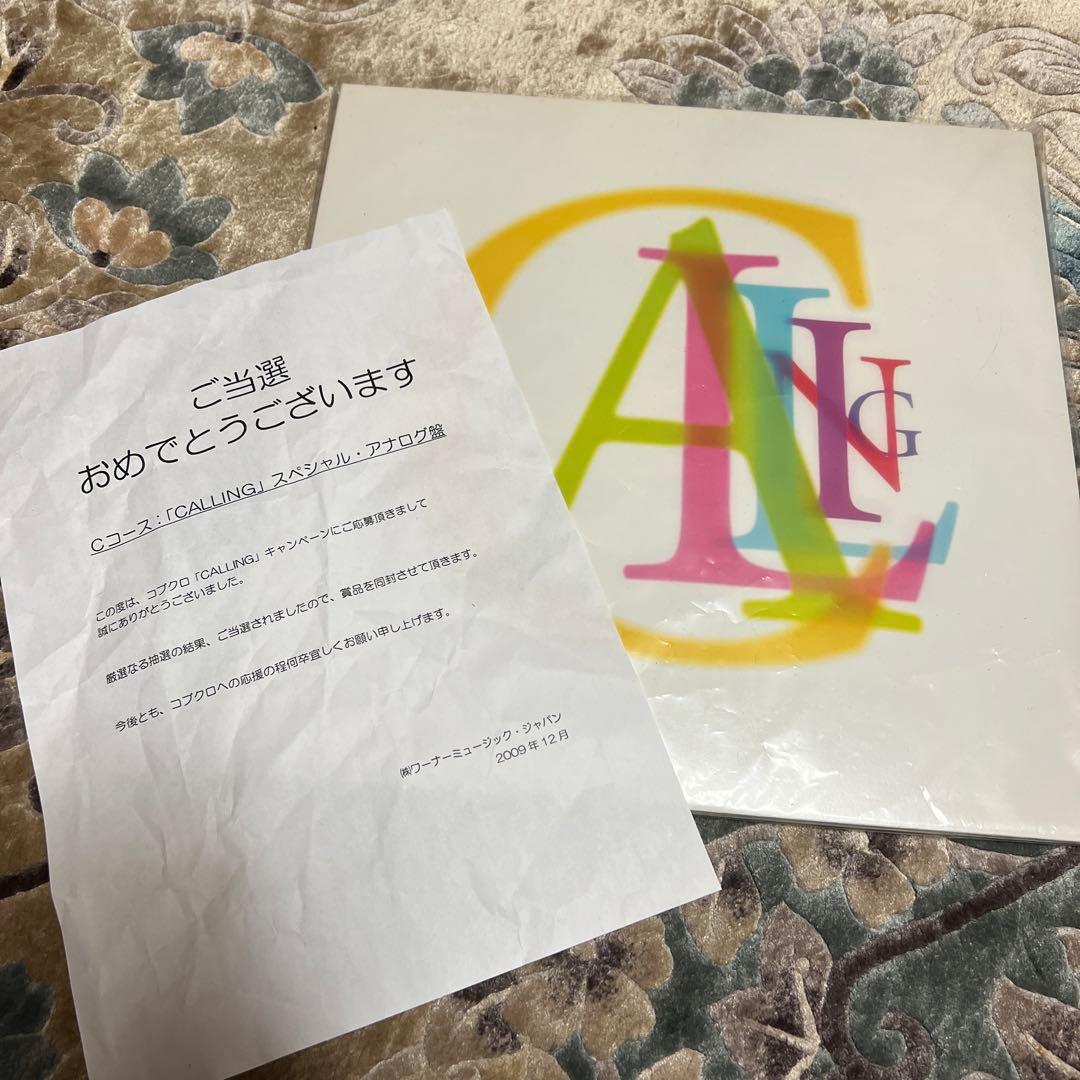 ご当選
おめでとうございます
Cコース：「CALLING」スペシャル・アナログ盤
この度は、コブクロ「CALLING」キャンペーンにご応募頂きまして
誠にありがとうございました。
厳選なる抽選の結果、ご当選されましたので、賞品を同封させて頂きます。
今後とも、コブクロへの応援の程何卒宜しくお願い申し上げます。
㈱ワーナーミュージック・ジャパン
2009年12月
CALLING